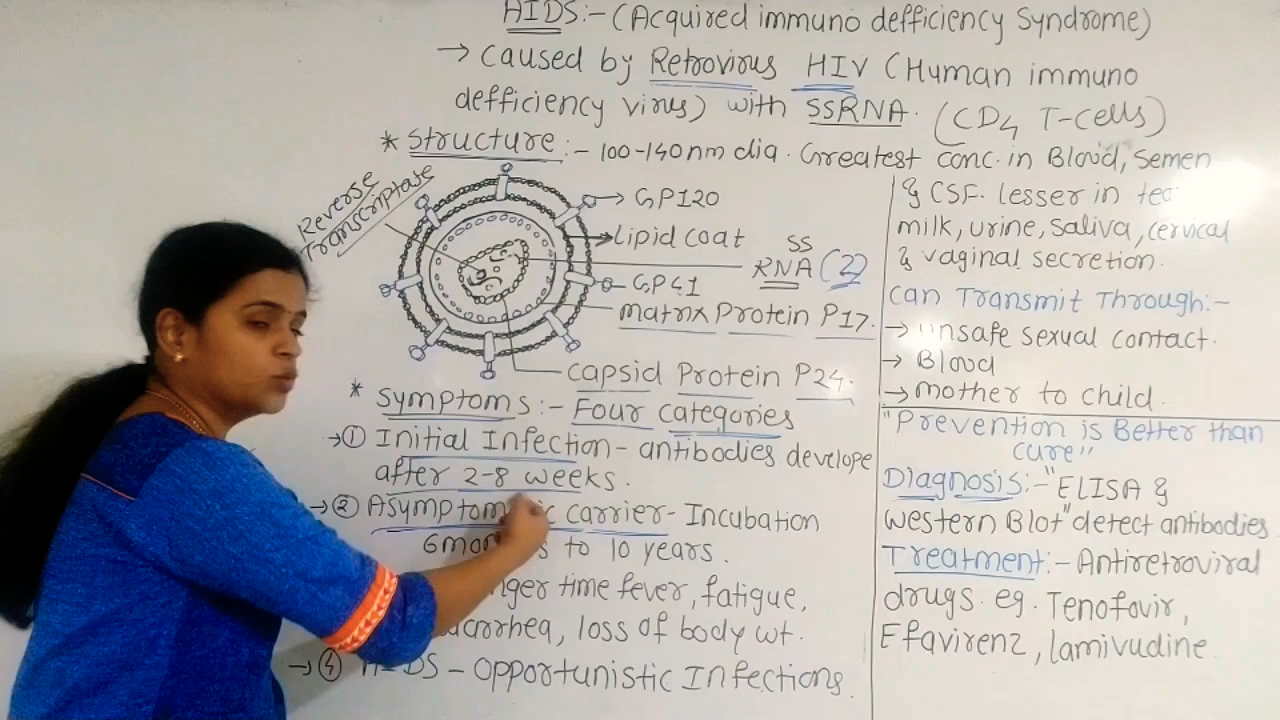 AIDS:- (Acquired immuno defficiency Syndrome)
→ Caused by Retrovirus HIV (Human immuno
defficiency virus) with SSRNA. (CD4 T-cells)
* Structure:- 100-140nm dia. Greatest conc. in Blood, Semen
& CSF. lesser in
milk, urine, Saliva, cervical
& vaginal secretion.
Reverse
Transcriptase
→ GP120
Lipid coat
SS
RNA (2)
GP41
matrix Protein P17.
capsid Protein P24.
can Transmit Through:-
→ unsafe sexual contact.
→ Blood
→ mother to child.
* Symptoms:- Four categories
→① Initial Infection- antibodies develope
after 2-8 weeks.
→② Asymptom ic carrier- Incubation
6mon s to 10 years.
nger time fever, fatigue,
rrhea, loss of body wt.
→④ AIDS - Opportunistic Infections.
"Prevention is Better than
cure"
Diagnosis:- "ELISA &
Western Blot" detect antibodies.
Treatment:- Antiretroviral
drugs. eg. Tenofovir,
Efavirenz, lamivudine.